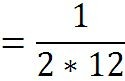 = 1 / (2 * 12)